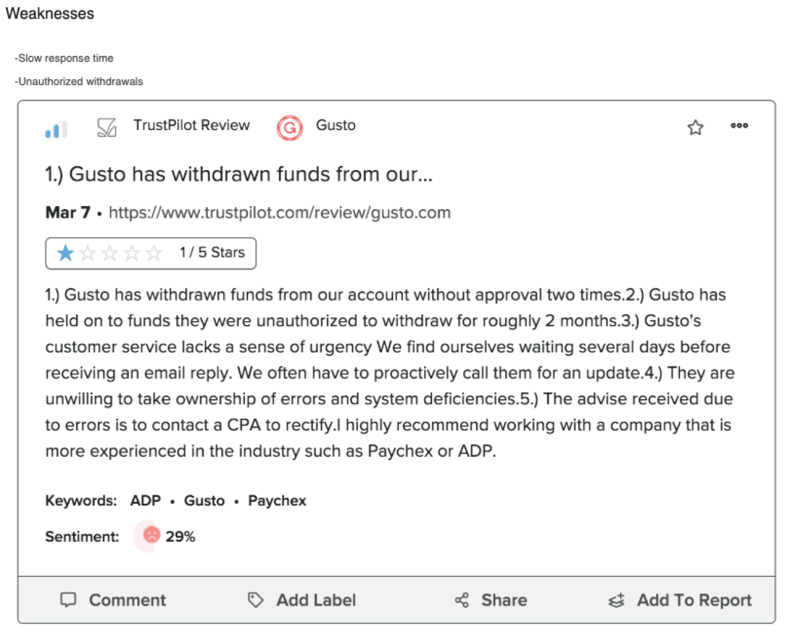 Weaknesses
-Slow response time
-Unauthorized withdrawals
TrustPilot Review G Gusto
1.) Gusto has withdrawn funds from our...
Mar 7 • https://www.trustpilot.com/review/gusto.com
1 / 5 Stars
1.) Gusto has withdrawn funds from our account without approval two times.2.) Gusto has
held on to funds they were unauthorized to withdraw for roughly 2 months.3.) Gusto's
customer service lacks a sense of urgency We find ourselves waiting several days before
receiving an email reply. We often have to proactively call them for an update.4.) They are
unwilling to take ownership of errors and system deficiencies.5.) The advise received due
to errors is to contact a CPA to rectify.I highly recommend working with a company that is
more experienced in the industry such as Paychex or ADP.
Keywords: ADP • Gusto • Paychex
Sentiment: 29%
Comment Add Label Share Add To Report